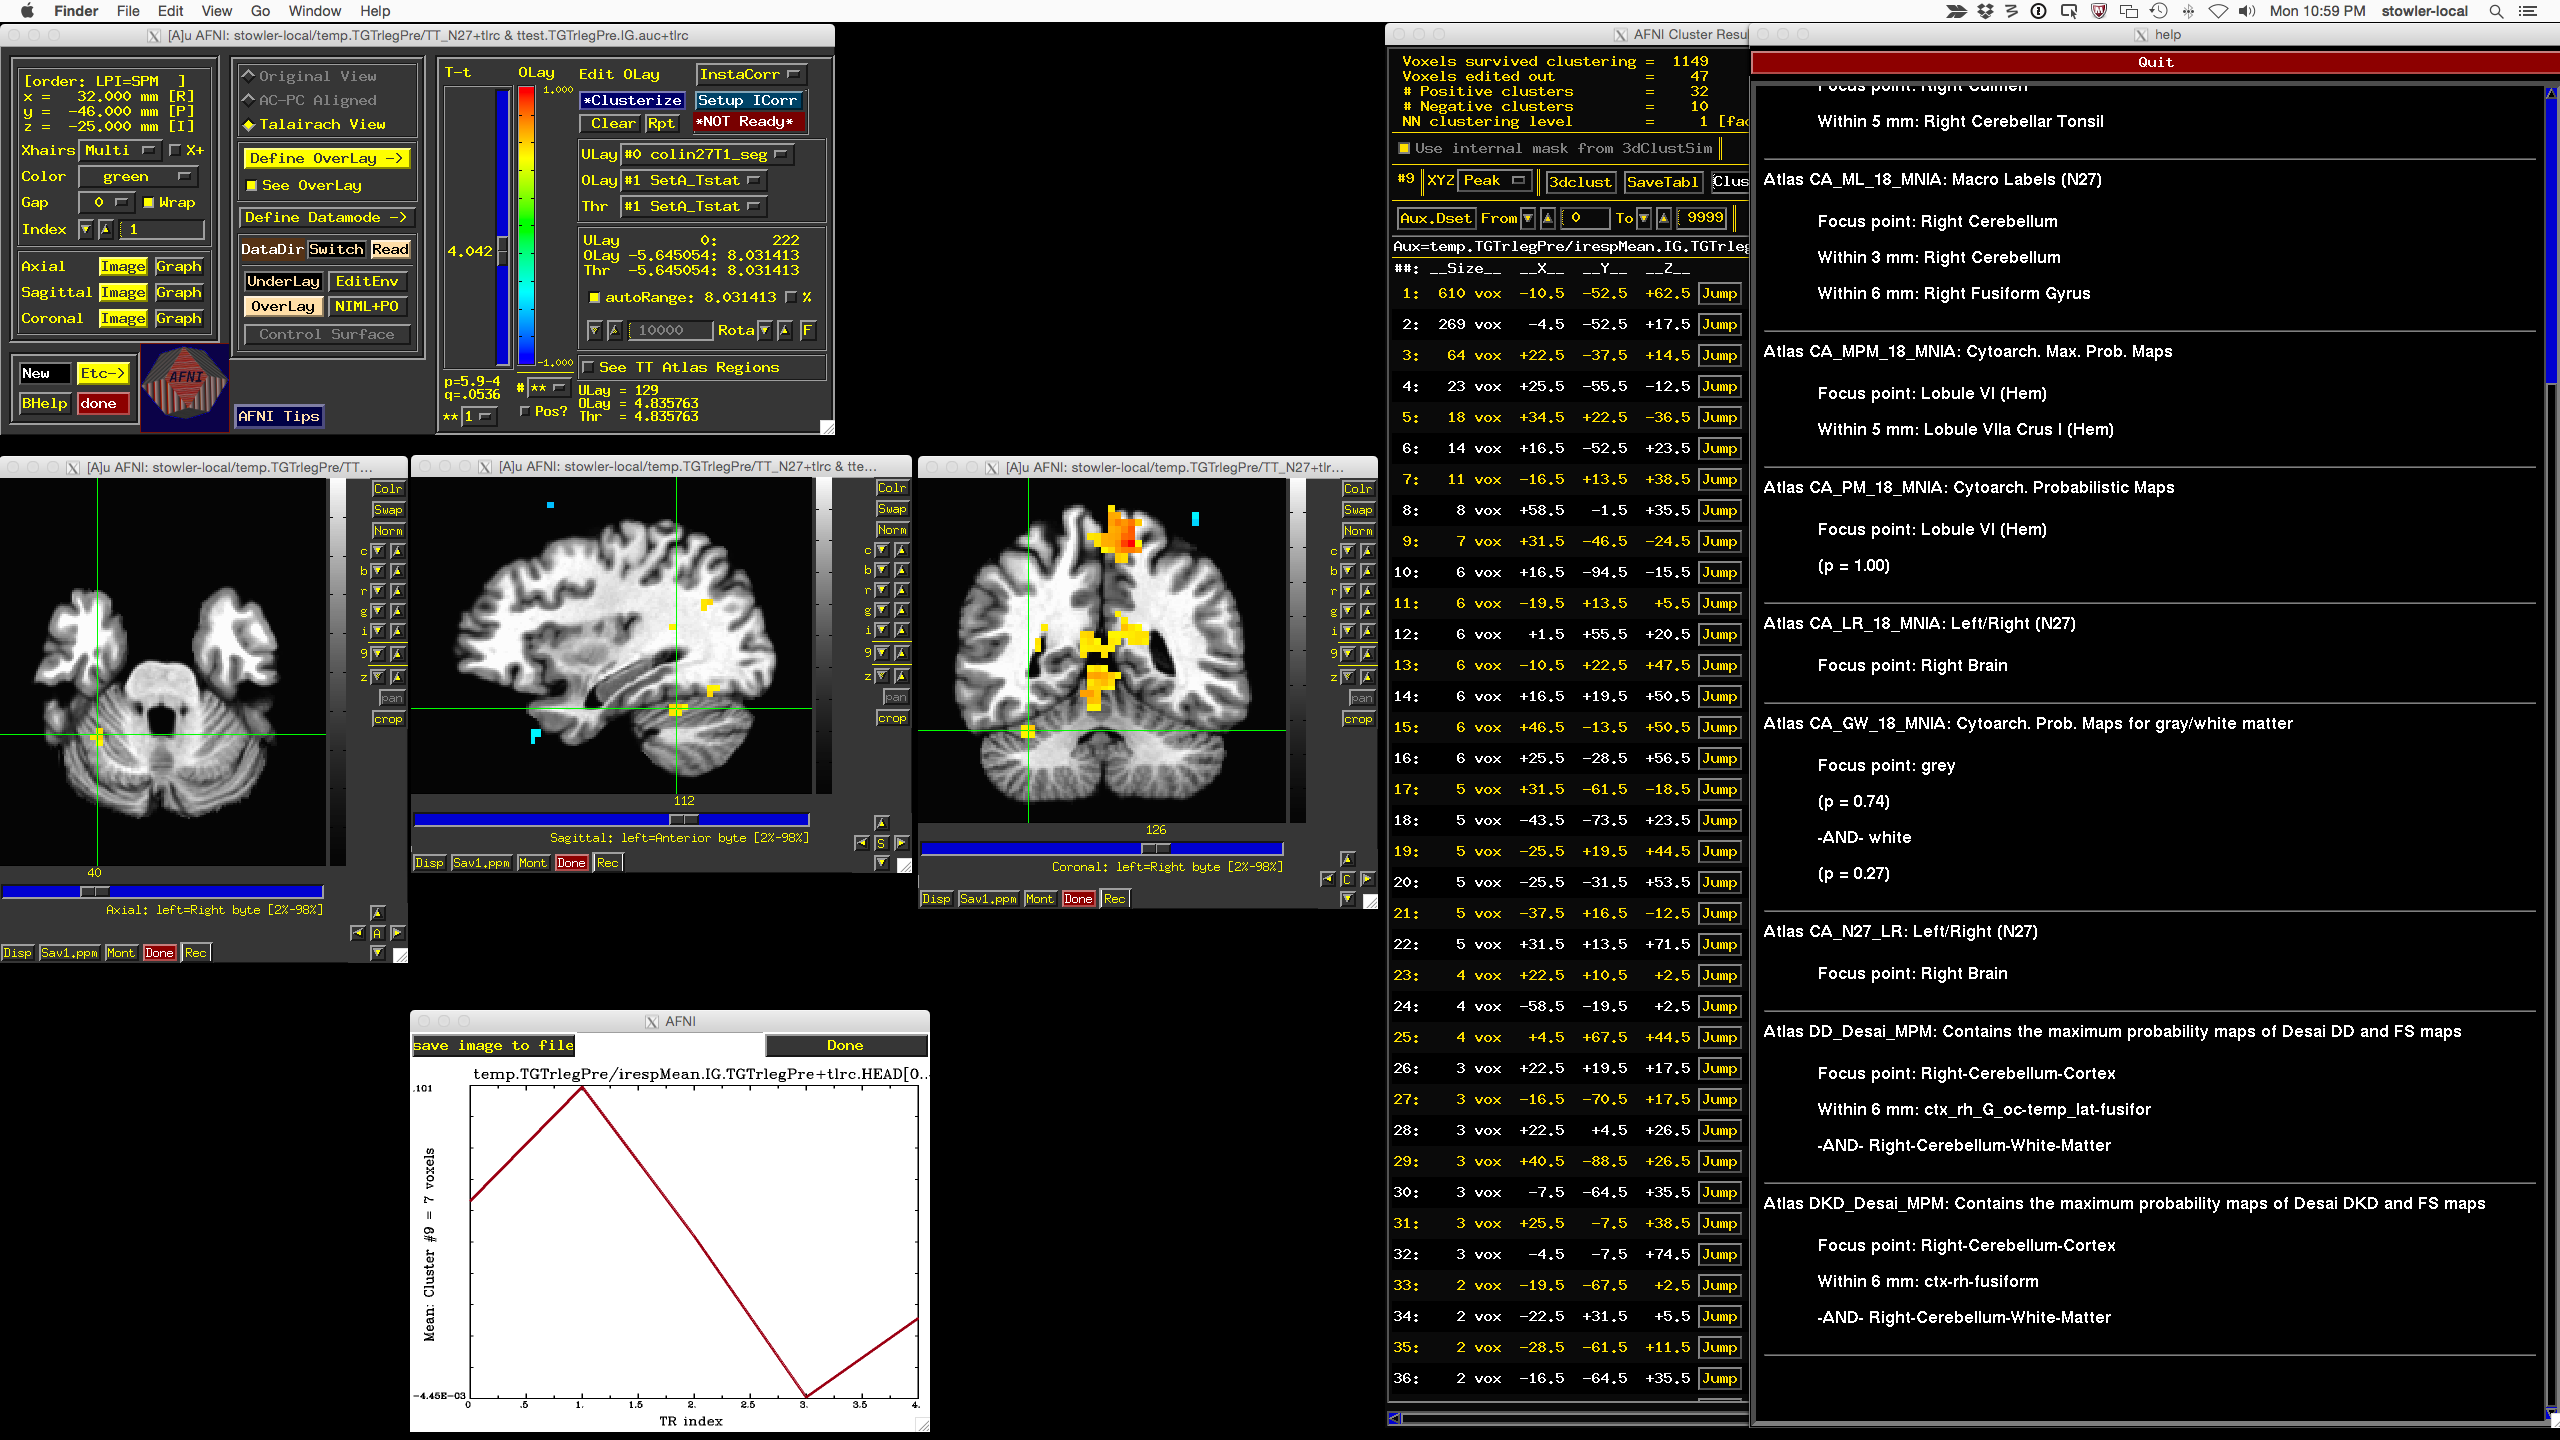 Finder File Edit View Go Window Help
Mon 10:59 PM stowler-local
[A]u AFNI: stowler-local/temp.TGTrlegPre/TT_N27+tlrc & ttest.TGTrlegPre.IG.auc+tlrc
[order: LPI=SPM ]
x = 32.000 mm [R]
y = -46.000 mm [P]
z = -25.000 mm [I]
Xhairs Multi X+
Color green
Gap 0 Wrap
Index 1
Axial Image Graph
Sagittal Image Graph
Coronal Image Graph
New Etc->
BHelp done
AFNI
Original View
AC-PC Aligned
Talairach View
Define OverLay ->
See OverLay
Define Datamode ->
DataDir Switch Read
UnderLay EditEnv
OverLay NIML+PO
Control Surface
AFNI Tips
T-t
4.042
p=5.9-4
q=.0536
** 1
OLay
1.000
-1.000
# **
Pos?
Edit OLay InstaCorr
*Clusterize Setup ICorr
Clear Rpt *NOT Ready*
ULay #0 colin27T1_seg
OLay #1 SetA_Tstat
Thr #1 SetA_Tstat
ULay 0: 222
OLay -5.645054: 8.031413
Thr -5.645054: 8.031413
autoRange: 8.031413 %
10000 Rota F
See TT Atlas Regions
ULay = 129
OLay = 4.835763
Thr = 4.835763
[A]u AFNI: stowler-local/temp.TGTrlegPre/TT...
Colr
Swap
Norm
c
b
r
g
i
9
z
pan
crop
40
Axial: left=Right byte [2%-98%]
A
Disp Sav1.ppm Mont Done Rec
[A]u AFNI: stowler-local/temp.TGTrlegPre/TT_N27+tlrc & tte...
Colr
Swap
Norm
c
b
r
g
i
9
z
pan
crop
112
Sagittal: left=Anterior byte [2%-98%]
S
Disp Sav1.ppm Mont Done Rec
[A]u AFNI: stowler-local/temp.TGTrlegPre/TT_N27+tlr...
Colr
Swap
Norm
c
b
r
g
i
9
z
pan
crop
126
Coronal: left=Right byte [2%-98%]
C
Disp Sav1.ppm Mont Done Rec
AFNI
save image to file Done
temp.TGTrlegPre/irespMean.IG.TGTrlegPre+tlrc.HEAD[0..
.101
Mean: Cluster #9 = 7 voxels
-4.45E-03
0 .5 1. 1.5 2. 2.5 3. 3.5 4.
TR index
AFNI Cluster Resu
Voxels survived clustering = 1149
Voxels edited out = 47
# Positive clusters = 32
# Negative clusters = 10
NN clustering level = 1 [fac
Use internal mask from 3dClustSim
#9 XYZ Peak 3dclust SaveTabl Clus
Aux.Dset From 0 To 9999
Aux=temp.TGTrlegPre/irespMean.IG.TGTrleg
##: __Size__ __X__ __Y__ __Z__
1: 610 vox -10.5 -52.5 +62.5 Jump
2: 269 vox -4.5 -52.5 +17.5 Jump
3: 64 vox +22.5 -37.5 +14.5 Jump
4: 23 vox +25.5 -55.5 -12.5 Jump
5: 18 vox +34.5 +22.5 -36.5 Jump
6: 14 vox +16.5 -52.5 +23.5 Jump
7: 11 vox -16.5 +13.5 +38.5 Jump
8: 8 vox +58.5 -1.5 +35.5 Jump
9: 7 vox +31.5 -46.5 -24.5 Jump
10: 6 vox +16.5 -94.5 -15.5 Jump
11: 6 vox -19.5 +13.5 +5.5 Jump
12: 6 vox +1.5 +55.5 +20.5 Jump
13: 6 vox -10.5 +22.5 +47.5 Jump
14: 6 vox +16.5 +19.5 +50.5 Jump
15: 6 vox +46.5 -13.5 +50.5 Jump
16: 6 vox +25.5 -28.5 +56.5 Jump
17: 5 vox +31.5 -61.5 -18.5 Jump
18: 5 vox -43.5 -73.5 +23.5 Jump
19: 5 vox -25.5 +19.5 +44.5 Jump
20: 5 vox -25.5 -31.5 +53.5 Jump
21: 5 vox -37.5 +16.5 -12.5 Jump
22: 5 vox +31.5 +13.5 +71.5 Jump
23: 4 vox +22.5 +10.5 +2.5 Jump
24: 4 vox -58.5 -19.5 +2.5 Jump
25: 4 vox +4.5 +67.5 +44.5 Jump
26: 3 vox +22.5 +19.5 +17.5 Jump
27: 3 vox -16.5 -70.5 +17.5 Jump
28: 3 vox +22.5 +4.5 +26.5 Jump
29: 3 vox +40.5 -88.5 +26.5 Jump
30: 3 vox -7.5 -64.5 +35.5 Jump
31: 3 vox +25.5 -7.5 +38.5 Jump
32: 3 vox -4.5 -7.5 +74.5 Jump
33: 2 vox -19.5 -67.5 +2.5 Jump
34: 2 vox -22.5 +31.5 +5.5 Jump
35: 2 vox -28.5 -61.5 +11.5 Jump
36: 2 vox -16.5 -64.5 +35.5 Jump
help
Quit
Focus point: Right Culmen
Within 5 mm: Right Cerebellar Tonsil
Atlas CA_ML_18_MNIA: Macro Labels (N27)
Focus point: Right Cerebellum
Within 3 mm: Right Cerebellum
Within 6 mm: Right Fusiform Gyrus
Atlas CA_MPM_18_MNIA: Cytoarch. Max. Prob. Maps
Focus point: Lobule VI (Hem)
Within 5 mm: Lobule VIIa Crus I (Hem)
Atlas CA_PM_18_MNIA: Cytoarch. Probabilistic Maps
Focus point: Lobule VI (Hem)
(p = 1.00)
Atlas CA_LR_18_MNIA: Left/Right (N27)
Focus point: Right Brain
Atlas CA_GW_18_MNIA: Cytoarch. Prob. Maps for gray/white matter
Focus point: grey
(p = 0.74)
-AND- white
(p = 0.27)
Atlas CA_N27_LR: Left/Right (N27)
Focus point: Right Brain
Atlas DD_Desai_MPM: Contains the maximum probability maps of Desai DD and FS maps
Focus point: Right-Cerebellum-Cortex
Within 6 mm: ctx_rh_G_oc-temp_lat-fusifor
-AND- Right-Cerebellum-White-Matter
Atlas DKD_Desai_MPM: Contains the maximum probability maps of Desai DKD and FS maps
Focus point: Right-Cerebellum-Cortex
Within 6 mm: ctx-rh-fusiform
-AND- Right-Cerebellum-White-Matter